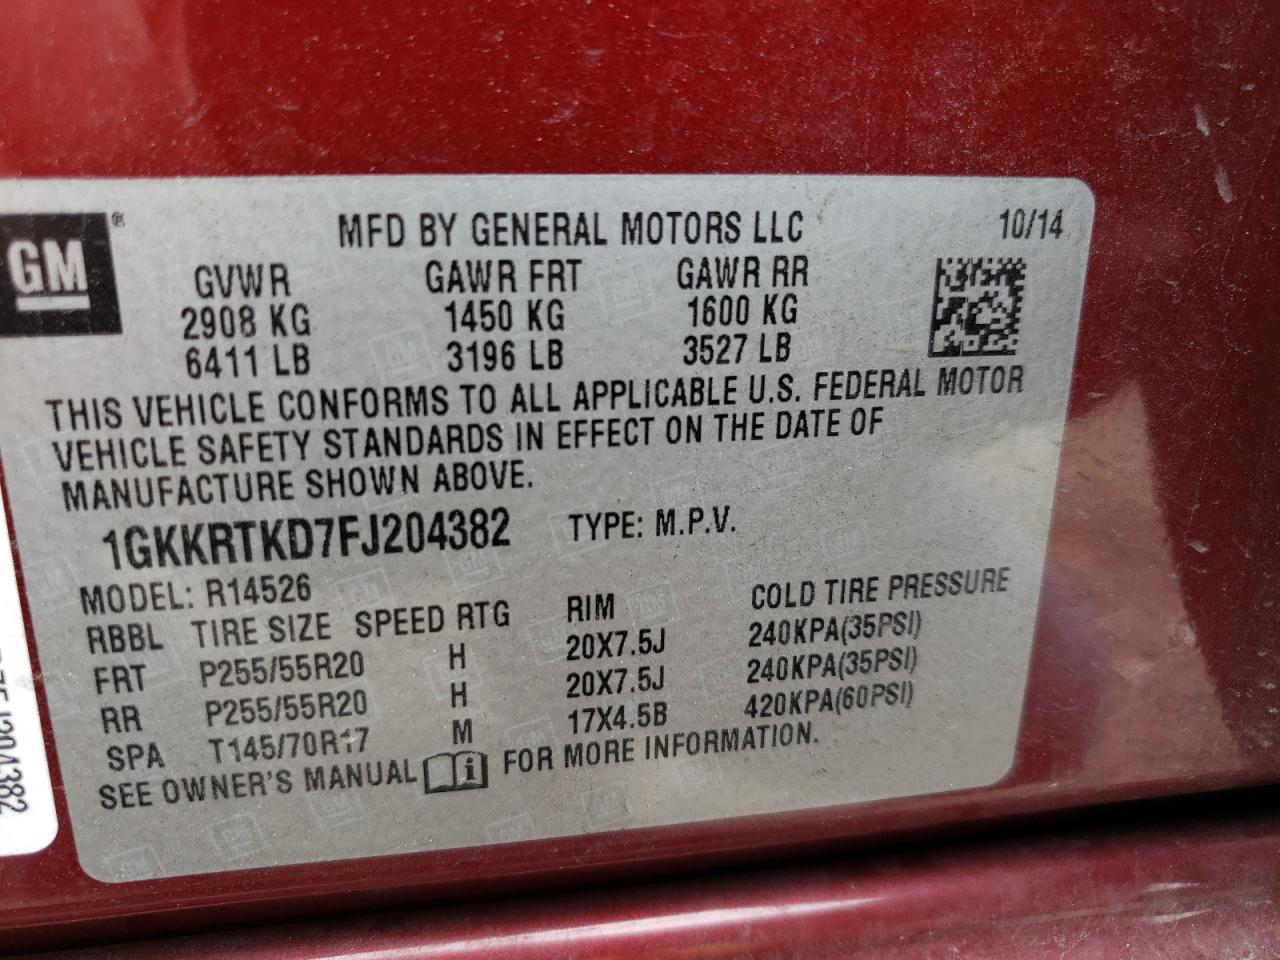 GM®
MFD BY GENERAL MOTORS LLC 10/14
GVWR GAWR FRT GAWR RR
2908 KG 1450 KG 1600 KG
6411 LB 3196 LB 3527 LB
THIS VEHICLE CONFORMS TO ALL APPLICABLE U.S. FEDERAL MOTOR
VEHICLE SAFETY STANDARDS IN EFFECT ON THE DATE OF
MANUFACTURE SHOWN ABOVE.
1GKKRTKD7FJ204382 TYPE: M.P.V.
MODEL: R14526
RBBL TIRE SIZE SPEED RTG RIM COLD TIRE PRESSURE
FRT P255/55R20 H 20X7.5J 240KPA(35PSI)
RR P255/55R20 H 20X7.5J 240KPA(35PSI)
SPA T145/70R17 M 17X4.5B 420KPA(60PSI)
SEE OWNER'S MANUAL FOR MORE INFORMATION.